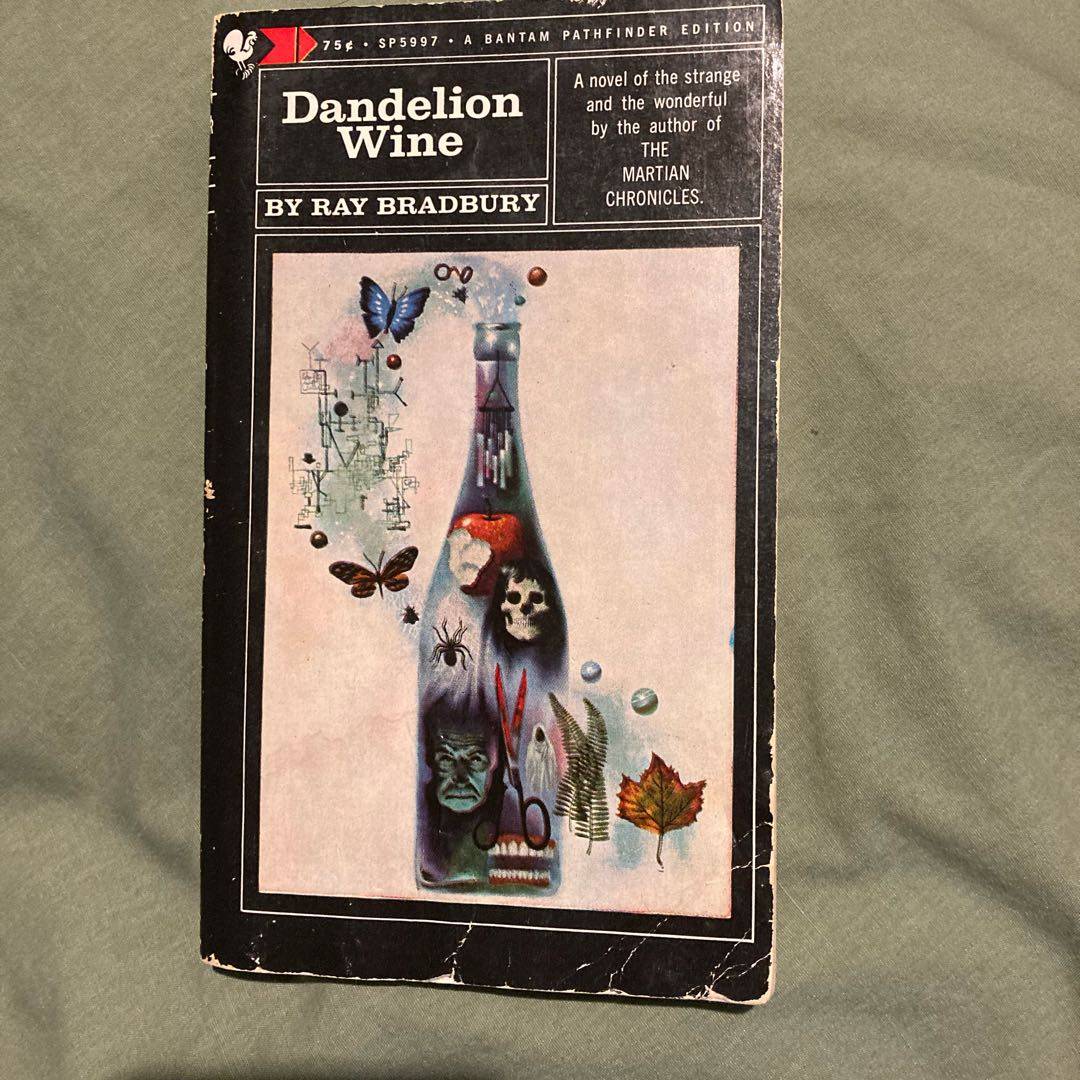 75¢ • SP5997 • A BANTAM PATHFINDER EDITION
Dandelion
Wine
BY RAY BRADBURY
A novel of the strange
and the wonderful
by the author of
THE
MARTIAN
CHRONICLES.